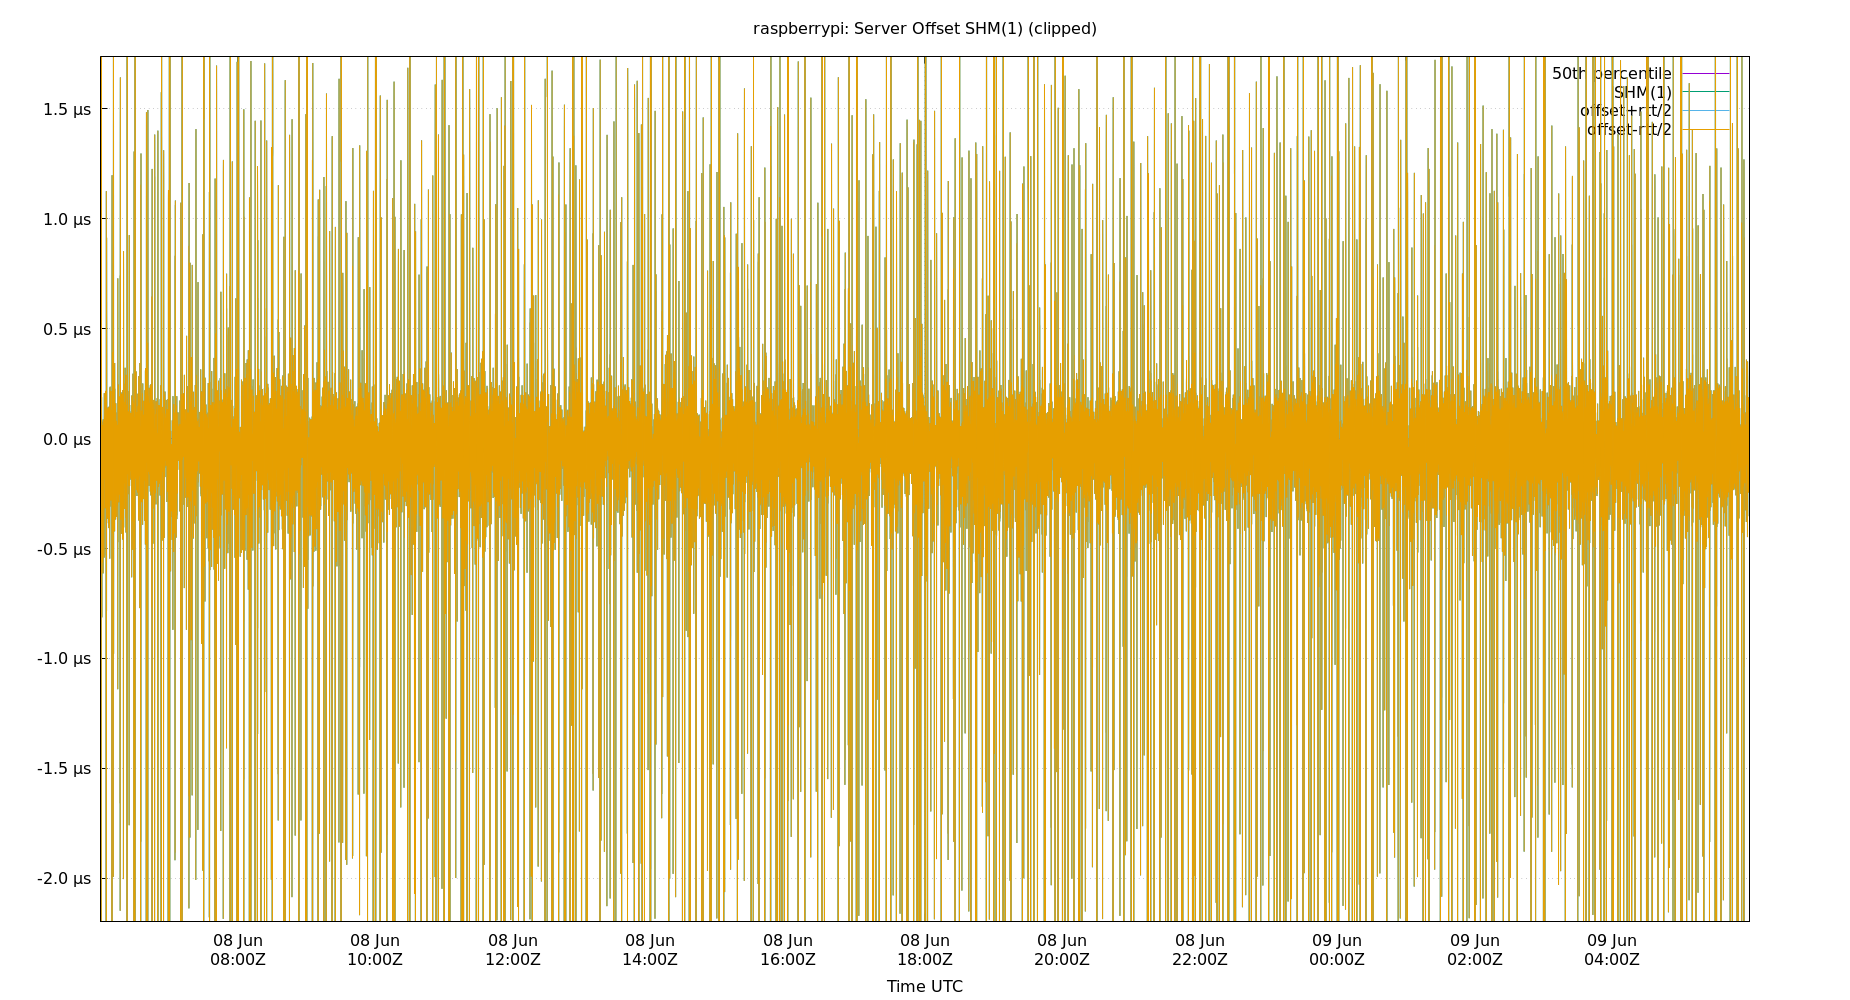 raspberrypi: Server Offset SHM(1) (clipped)
50th percentile
SHM(1)
offset+rtt/2
offset-rtt/2
1.5 µs
1.0 µs
0.5 µs
0.0 µs
-0.5 µs
-1.0 µs
-1.5 µs
-2.0 µs
08 Jun 08 Jun 08 Jun 08 Jun 08 Jun 08 Jun 08 Jun 08 Jun 09 Jun 09 Jun 09 Jun
08:00Z 10:00Z 12:00Z 14:00Z 16:00Z 18:00Z 20:00Z 22:00Z 00:00Z 02:00Z 04:00Z
Time UTC